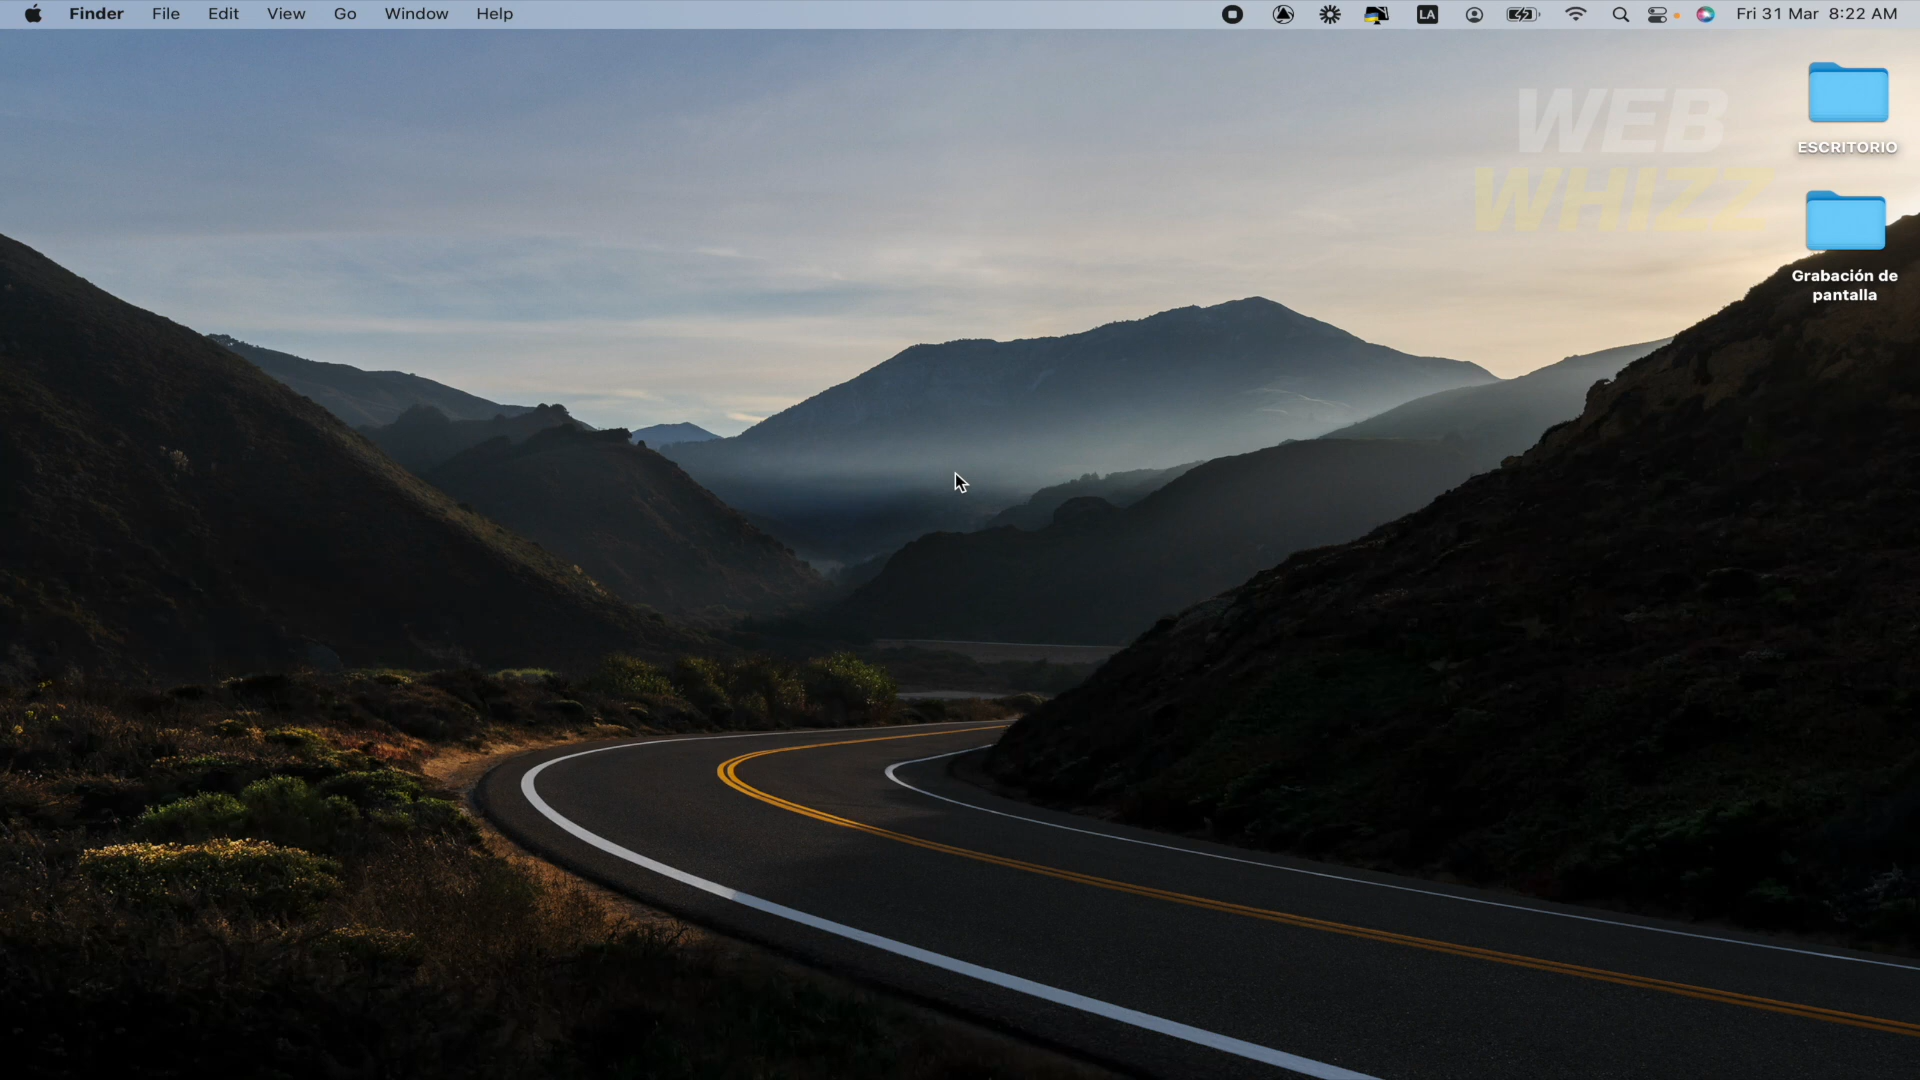 Finder File Edit View Go Window Help LA Fri 31 Mar 8:22 AM
WEB
WHIZZ
ESCRITORIO
Grabación de
pantalla